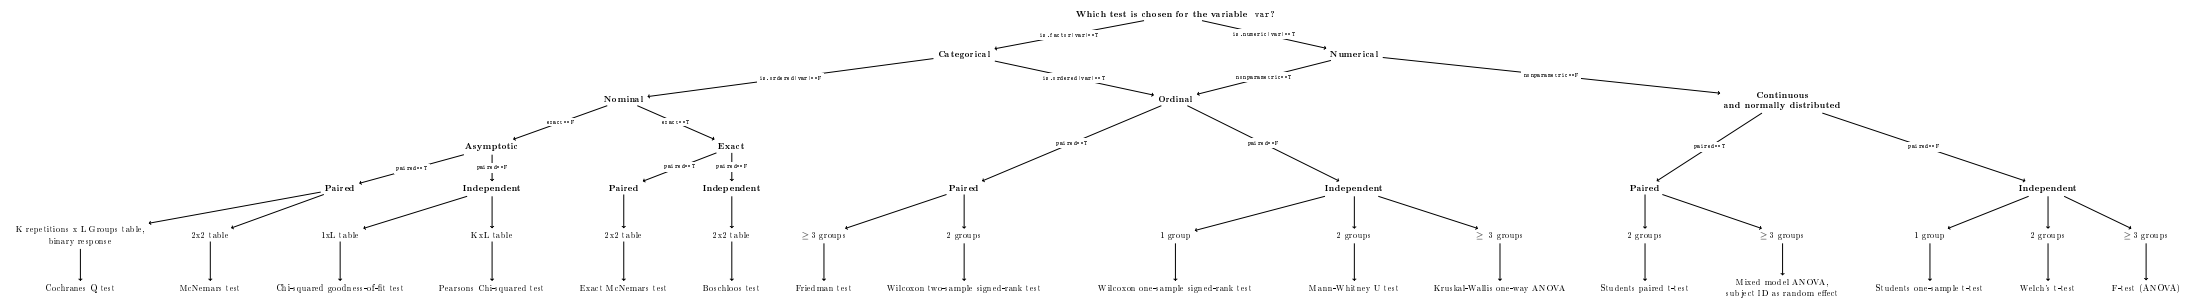 Which test is chosen for the variable var?
is.factor(var)==T
is.numeric(var)==T
Categorical
Numerical
is.ordered(var)==F
is.ordered(var)==T
nonparametric==T
nonparametric==F
Nominal
Ordinal
Continuous
and normally distributed
exact==F
exact==T
Asymptotic
Exact
paired==T
paired==F
paired==T
paired==F
paired==T
paired==F
paired==T
paired==F
Paired
Independent
Paired
Independent
Paired
Independent
Paired
Independent
K repetitions x L Groups table,
binary response
2x2 table
1xL table
KxL table
2x2 table
2x2 table
≥ 3 groups
2 groups
1 group
2 groups
≥ 3 groups
2 groups
≥ 3 groups
1 group
2 groups
≥ 3 groups
Cochranes Q test
McNemars test
Chi-squared goodness-of-fit test
Pearsons Chi-squared test
Exact McNemars test
Boschloos test
Friedman test
Wilcoxon two-sample signed-rank test
Wilcoxon one-sample signed-rank test
Mann-Whitney U test
Kruskal-Wallis one-way ANOVA
Students paired t-test
Mixed model ANOVA,
subject ID as random effect
Students one-sample t-test
Welch's t-test
F-test (ANOVA)